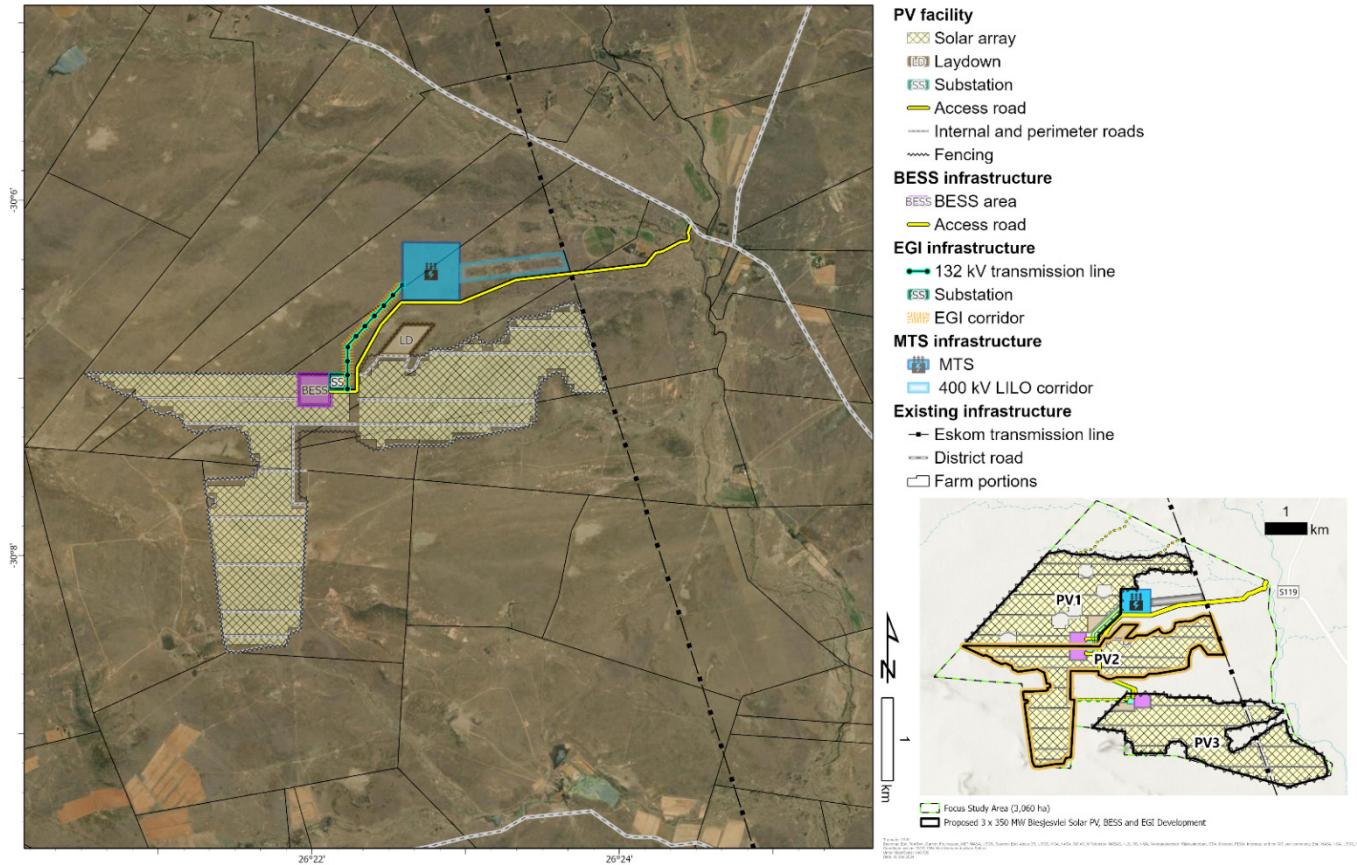 PV facility
Solar array
LD Laydown
SS Substation
Access road
Internal and perimeter roads
Fencing
BESS infrastructure
BESS BESS area
Access road
EGI infrastructure
132 kV transmission line
SS Substation
EGI corridor
MTS infrastructure
MTS
400 kV LILO corridor
Existing infrastructure
Eskom transmission line
District road
Farm portions
-30°6'
-30°8'
26°22'
26°24'
LD
BESS
SS
N
1
km
1
km
S119
PV1
PV2
PV3
Focus Study Area (3,060 ha)
Proposed 3 x 350 MW Biesjesvlei Solar PV, BESS and EGI Development